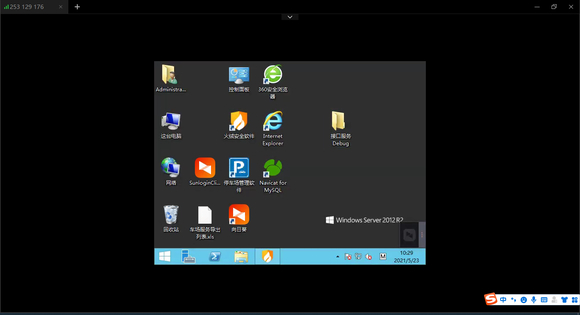 253 129 176
Administra...
控制面板
360安全浏览
器
这台电脑
火绒安全软件
Internet
Explorer
接口服务
Debug
网络
SunloginCli...
停车场管理软
件
Navicat for
MySQL
回收站
车场服务导出
列表.xls
向日葵
Windows Server 2012 R2
10:29
2021/5/23
中